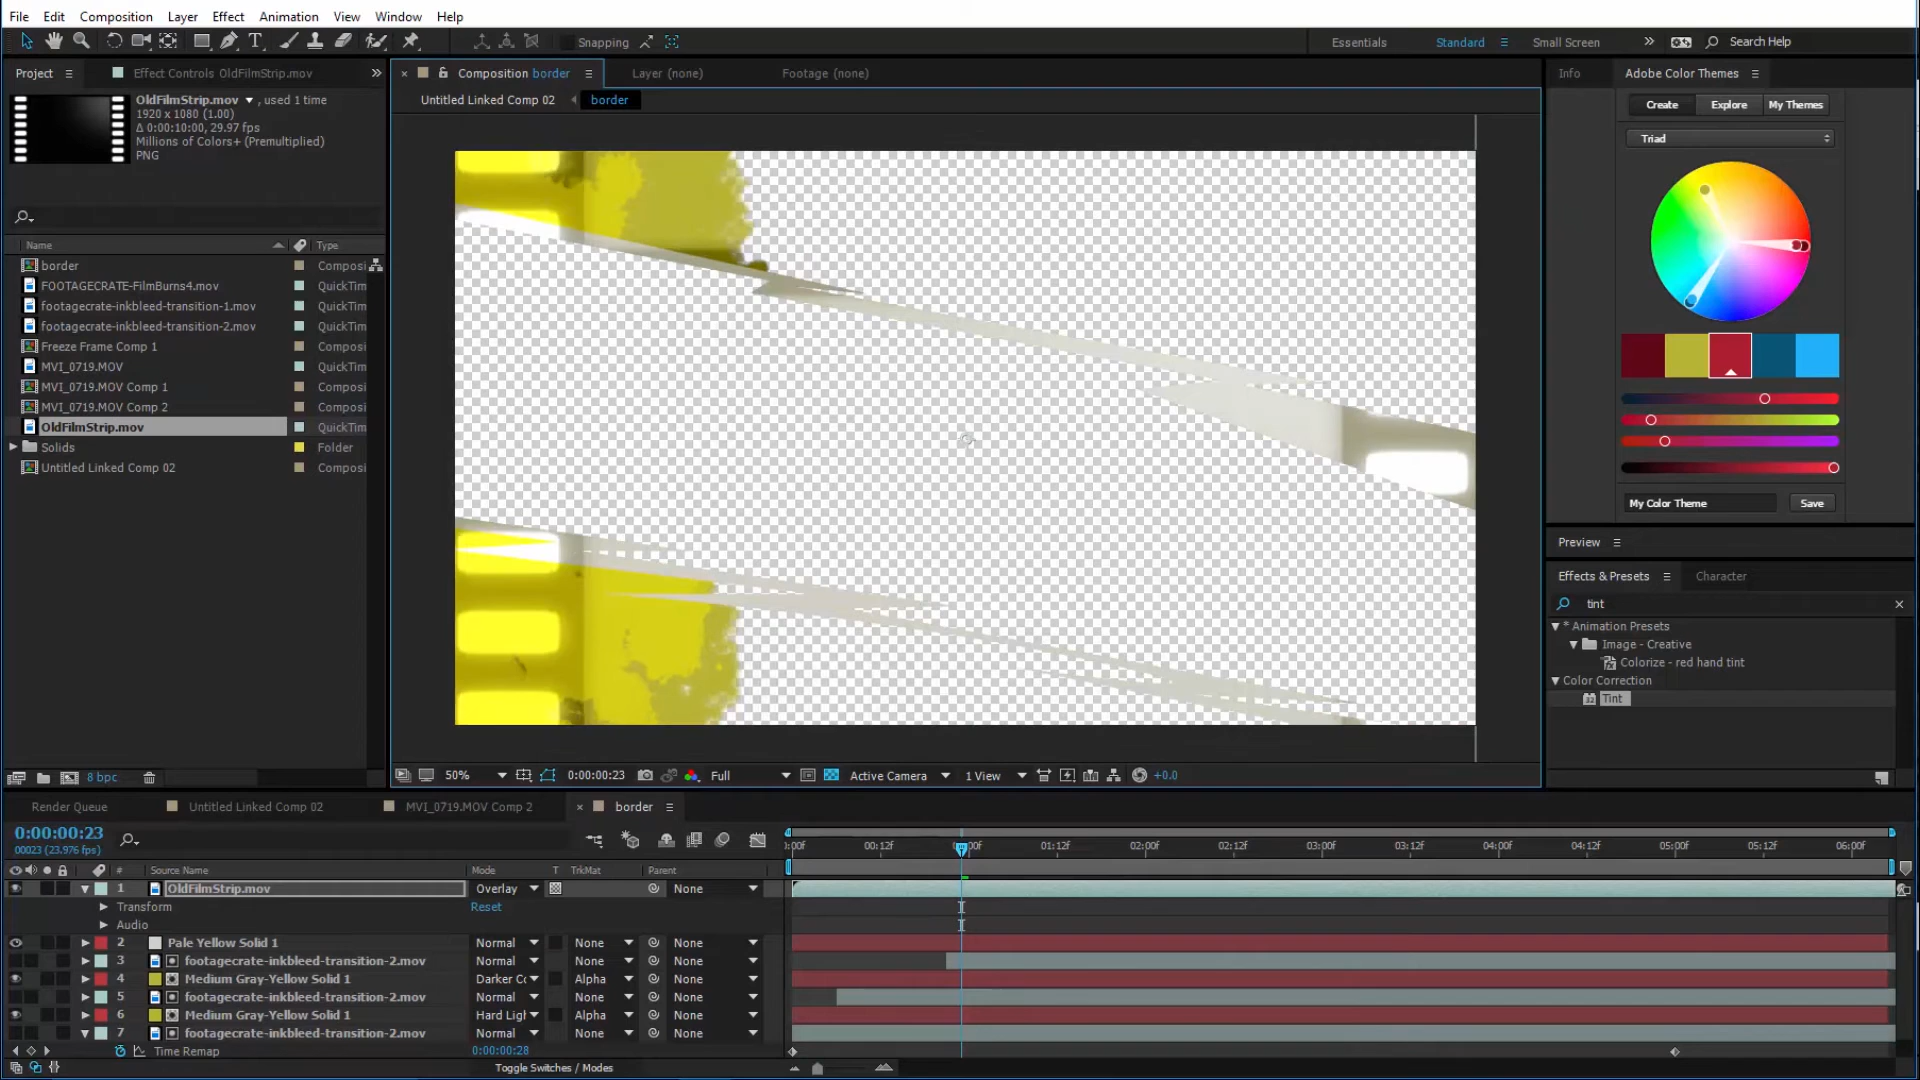 File Edit Composition Layer Effect Animation View Window Help
Snapping Essentials Standard Small Screen Search Help
Project Effect Controls OldFilmStrip.mov
Composition border Layer (none) Footage (none)
Info Adobe Color Themes
OldFilmStrip.mov , used 1 time
1920 x 1080 (1.00)
Δ 0:00:10:00, 29.97 fps
Millions of Colors+ (Premultiplied)
PNG
Untitled Linked Comp 02 border
Create Explore My Themes
Triad
Name Type
border Composi
FOOTAGECRATE-FilmBurns4.mov QuickTim
footagecrate-inkbleed-transition-1.mov QuickTim
footagecrate-inkbleed-transition-2.mov QuickTim
Freeze Frame Comp 1 Composi
MVI_0719.MOV QuickTim
MVI_0719.MOV Comp 1 Composi
MVI_0719.MOV Comp 2 Composi
OldFilmStrip.mov QuickTim
Solids Folder
Untitled Linked Comp 02 Composi
My Color Theme Save
Preview
Effects & Presets Character
tint
* Animation Presets
Image - Creative
Colorize - red hand tint
Color Correction
32 Tint
8 bpc
50% 0:00:00:23 Full Active Camera 1 View +0.0
Render Queue Untitled Linked Comp 02 MVI_0719.MOV Comp 2 border
0:00:00:23
00023 (23.976 fps)
:00f 00:12f :00f 01:12f 02:00f 02:12f 03:00f 03:12f 04:00f 04:12f 05:00f 05:12f 06:00f
# Source Name Mode T TrkMat Parent
1 OldFilmStrip.mov Overlay None
Transform Reset
Audio
2 Pale Yellow Solid 1 Normal None None
3 footagecrate-inkbleed-transition-2.mov Normal None None
4 Medium Gray-Yellow Solid 1 Darker Cc Alpha None
5 footagecrate-inkbleed-transition-2.mov Normal None None
6 Medium Gray-Yellow Solid 1 Hard Ligh Alpha None
7 footagecrate-inkbleed-transition-2.mov Normal None None
Time Remap 0:00:00:28
Toggle Switches / Modes